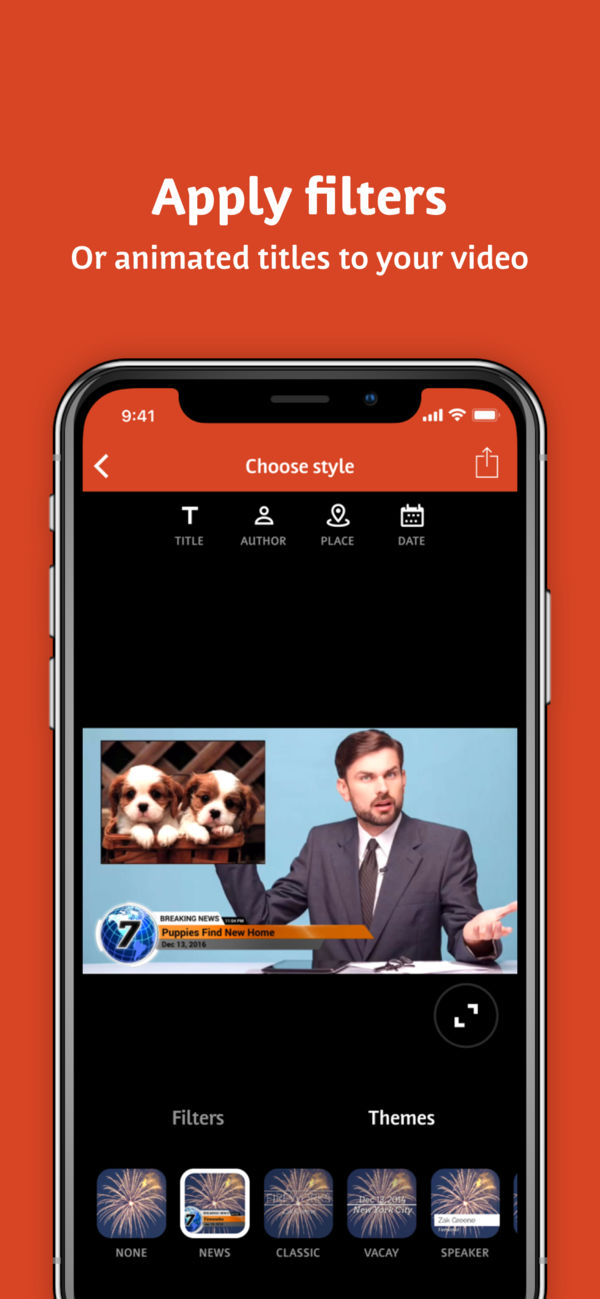 Apply filters
Or animated titles to your video
9:41
Choose style
TITLE AUTHOR PLACE DATE
7
BREAKING NEWS 11:04 PM
Puppies Find New Home
Dec 13, 2016
Filters Themes
Fireworks
FIREWORKS
Dec 13, 2016
New York City
Zak Greene
NONE NEWS CLASSIC VACAY SPEAKER